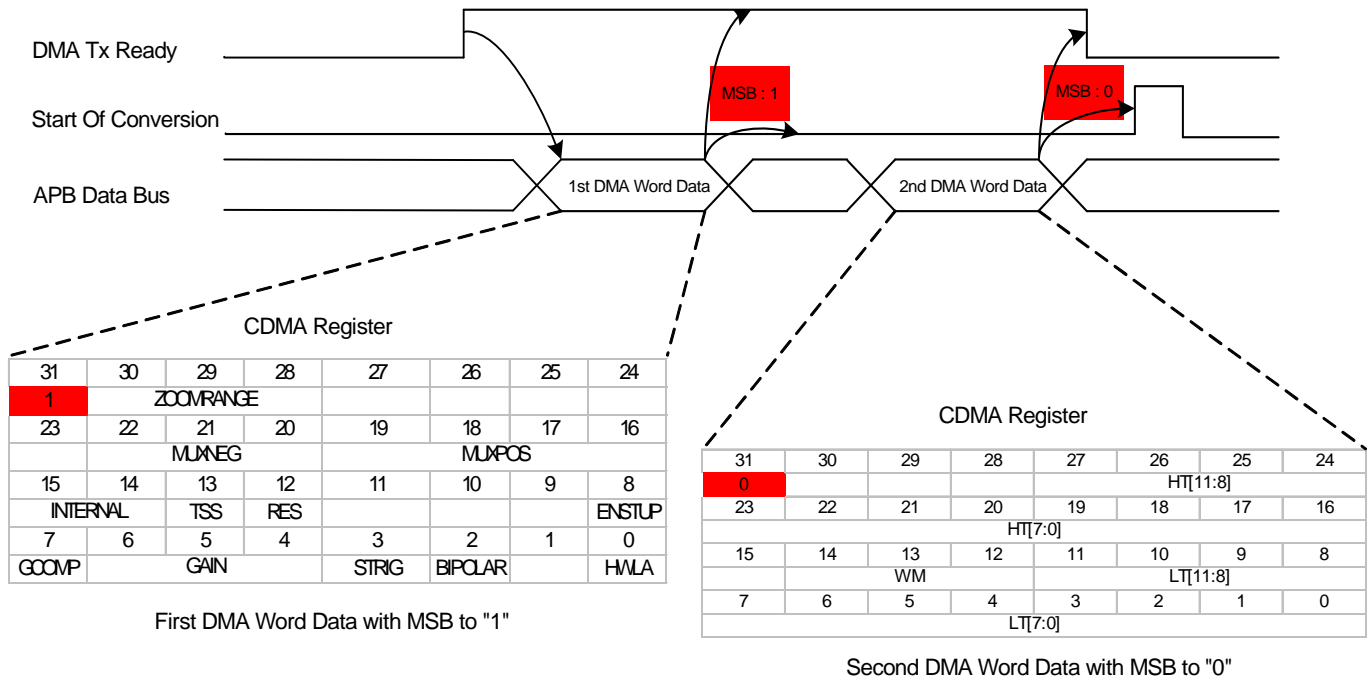 DMA Tx Ready
MSB : 1
MSB : 0
Start Of Conversion
APB Data Bus
1st DMA Word Data
2nd DMA Word Data
CDMA Register
31 30 29 28 27 26 25 24
1 ZOOMRANGE
23 22 21 20 19 18 17 16
MUXNEG MUXPOS
15 14 13 12 11 10 9 8
INTERNAL TSS RES ENSTUP
7 6 5 4 3 2 1 0
GCOMP GAIN STRIG BIPOLAR HWLA
First DMA Word Data with MSB to "1"
CDMA Register
31 30 29 28 27 26 25 24
0 HT[11:8]
23 22 21 20 19 18 17 16
HT[7:0]
15 14 13 12 11 10 9 8
WM LT[11:8]
7 6 5 4 3 2 1 0
LT[7:0]
Second DMA Word Data with MSB to "0"